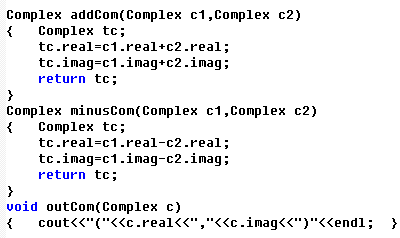 Complex addCom(Complex c1,Complex c2)
{   Complex tc;
    tc.real=c1.real+c2.real;
    tc.imag=c1.imag+c2.imag;
    return tc;
}
Complex minusCom(Complex c1,Complex c2)
{   Complex tc;
    tc.real=c1.real-c2.real;
    tc.imag=c1.imag-c2.imag;
    return tc;
}
void outCom(Complex c)
{   cout<<"("<<c.real<<","<<c.imag<<")"<<endl;  }